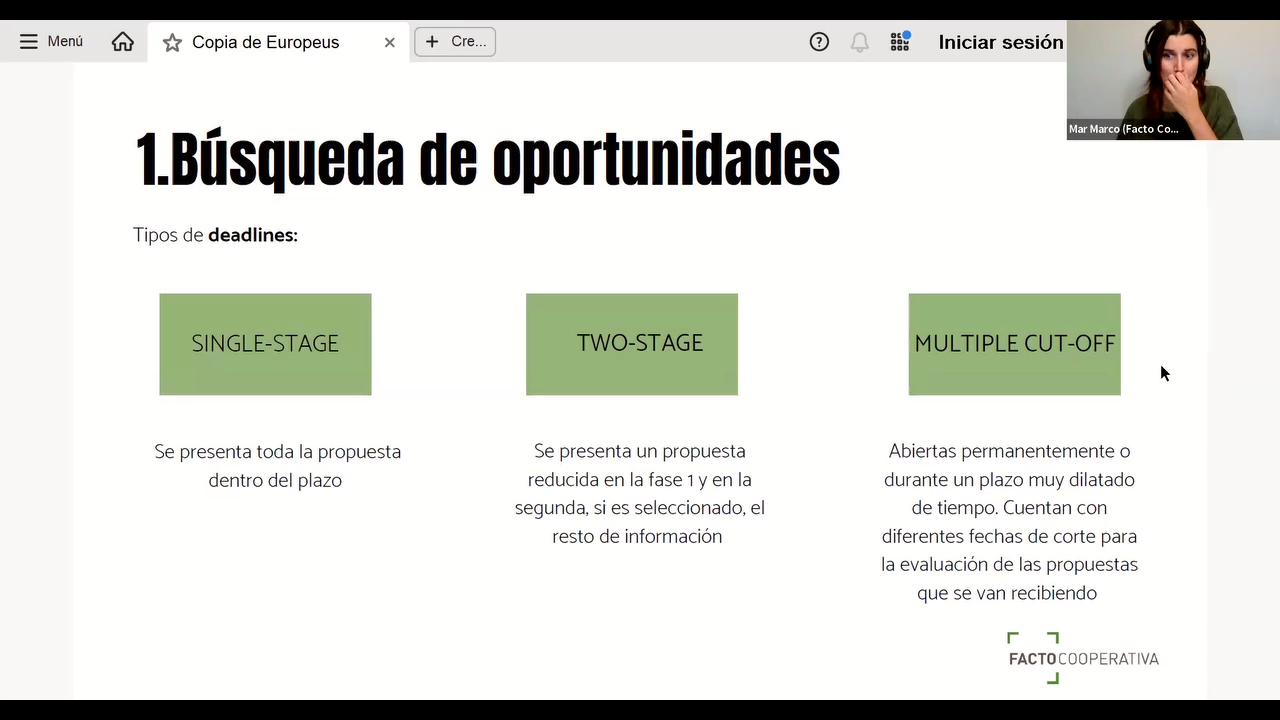 Menú
Copia de Europeus
Cre...
Iniciar sesión
Mar Marco (Facto Co...
1.Búsqueda de oportunidades
Tipos de deadlines:
SINGLE-STAGE
Se presenta toda la propuesta
dentro del plazo
TWO-STAGE
Se presenta un propuesta
reducida en la fase 1 y en la
segunda, si es seleccionado, el
resto de información
MULTIPLE CUT-OFF
Abiertas permanentemente o
durante un plazo muy dilatado
de tiempo. Cuentan con
diferentes fechas de corte para
la evaluación de las propuestas
que se van recibiendo
FACTOCOOPERATIVA